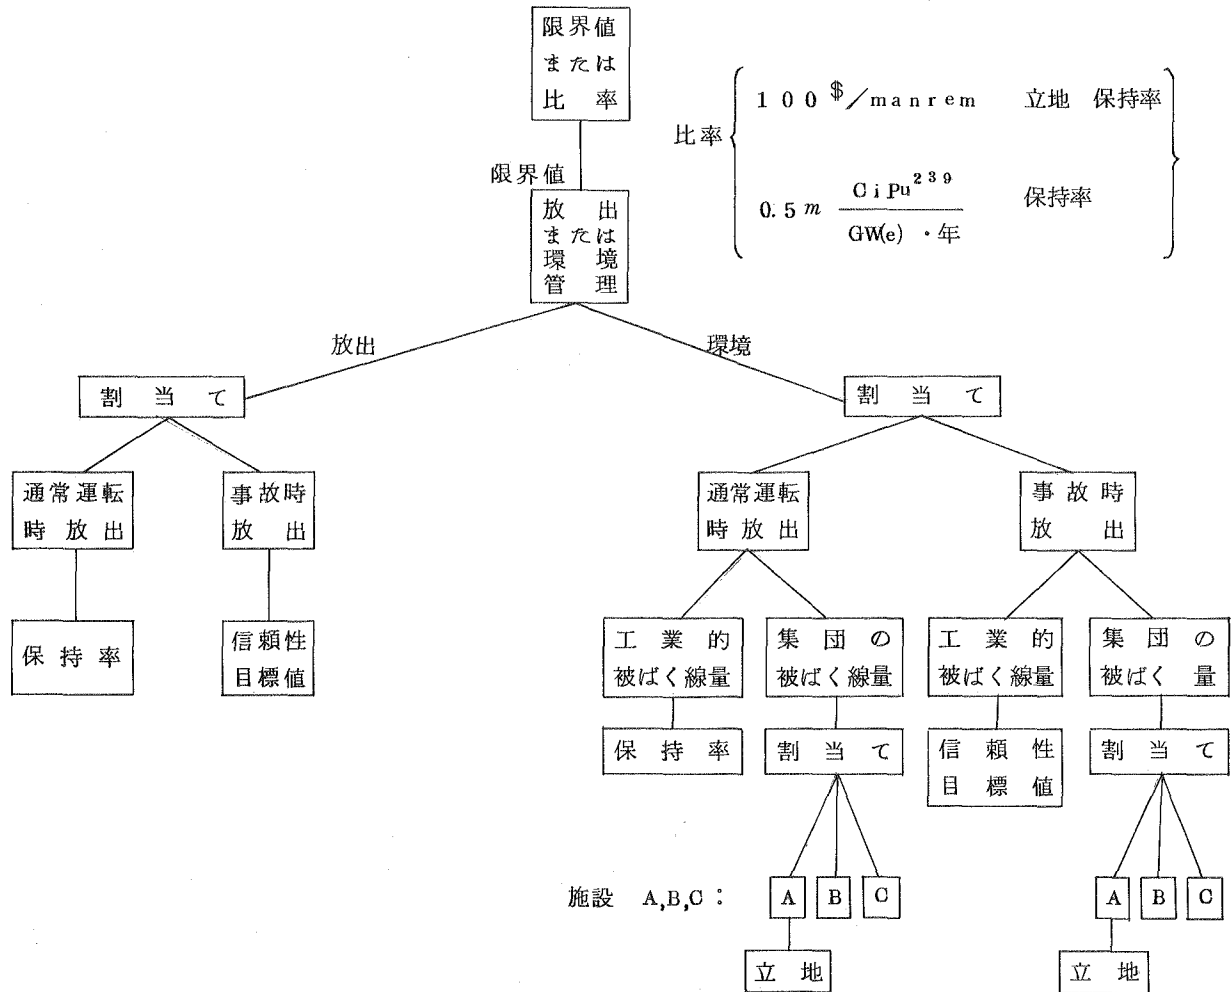 限界値
または
比率
比率
100 $/manrem 立地 保持率
0.5m CiPu²³⁹
GW(e)・年
保持率
限界値
放出
または
環境
管理
放出
環境
割当て
割当て
通常運転
時放出
事故時
放出
通常運転
時放出
事故時
放出
保持率
信頼性
目標値
工業的
被ばく線量
集団の
被ばく線量
工業的
被ばく線量
集団の
被ばく 量
保持率
割当て
信頼性
目標値
割当て
施設 A,B,C:
A B C
A B C
立地
立地